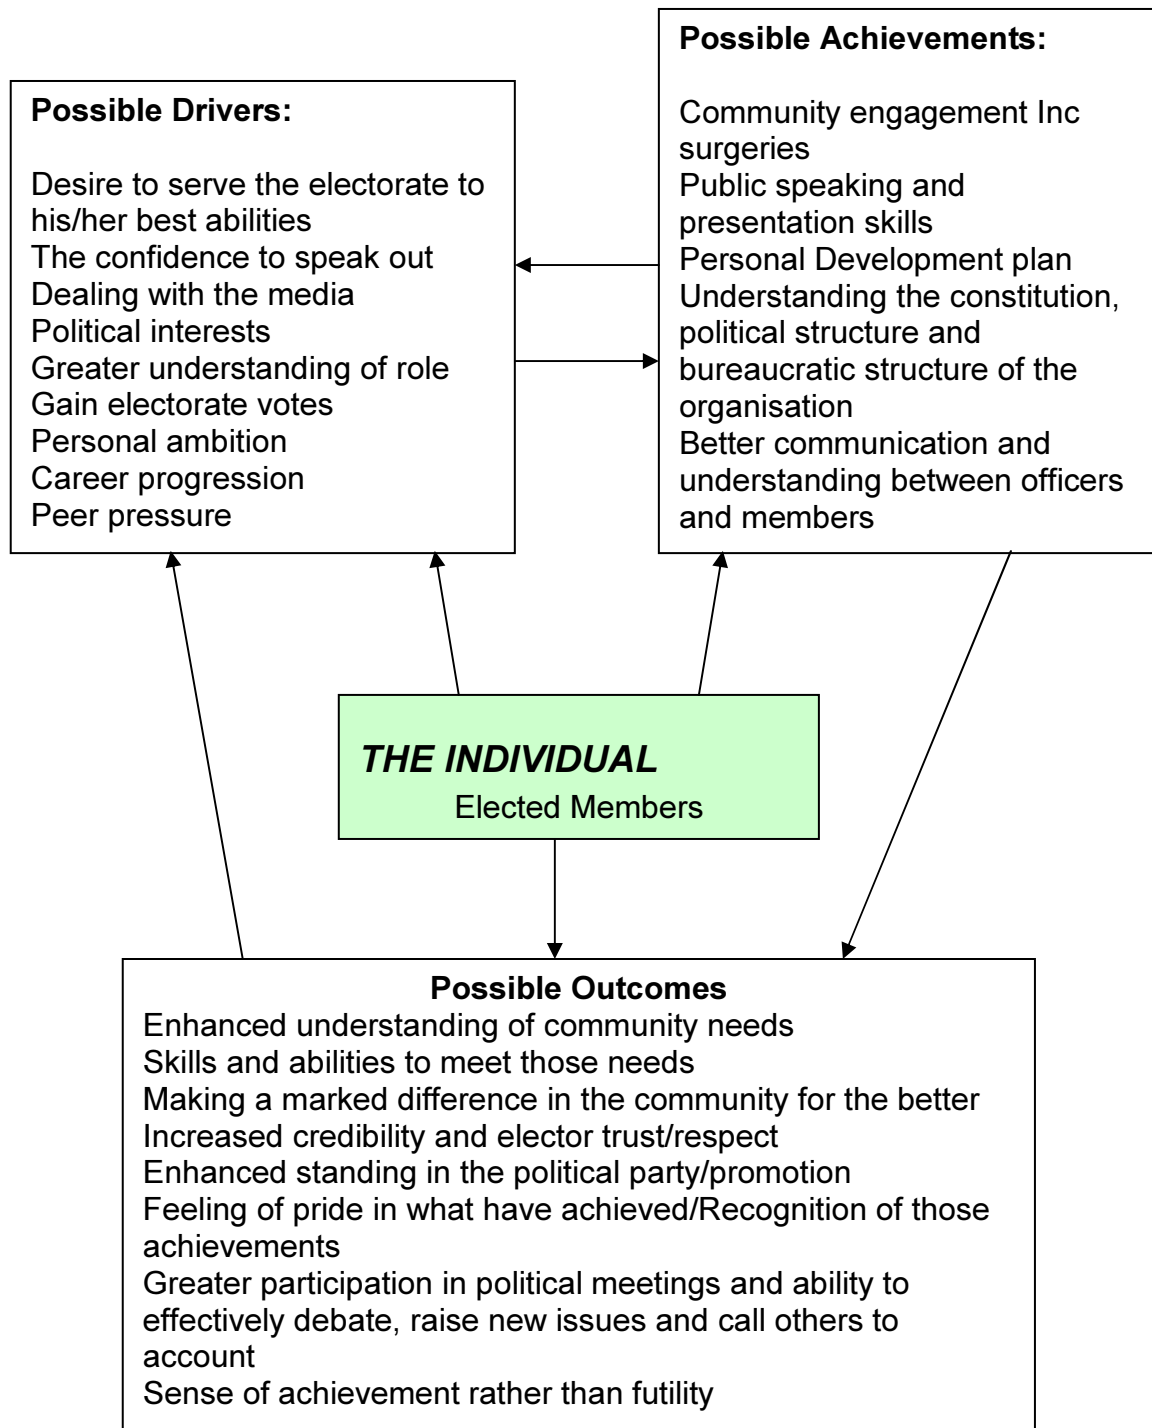 Possible Drivers:
Desire to serve the electorate to
his/her best abilities
The confidence to speak out
Dealing with the media
Political interests
Greater understanding of role
Gain electorate votes
Personal ambition
Career progression
Peer pressure
Possible Achievements:
Community engagement Inc
surgeries
Public speaking and
presentation skills
Personal Development plan
Understanding the constitution,
political structure and
bureaucratic structure of the
organisation
Better communication and
understanding between officers
and members
THE INDIVIDUAL
Elected Members
Possible Outcomes
Enhanced understanding of community needs
Skills and abilities to meet those needs
Making a marked difference in the community for the better
Increased credibility and elector trust/respect
Enhanced standing in the political party/promotion
Feeling of pride in what have achieved/Recognition of those
achievements
Greater participation in political meetings and ability to
effectively debate, raise new issues and call others to
account
Sense of achievement rather than futility